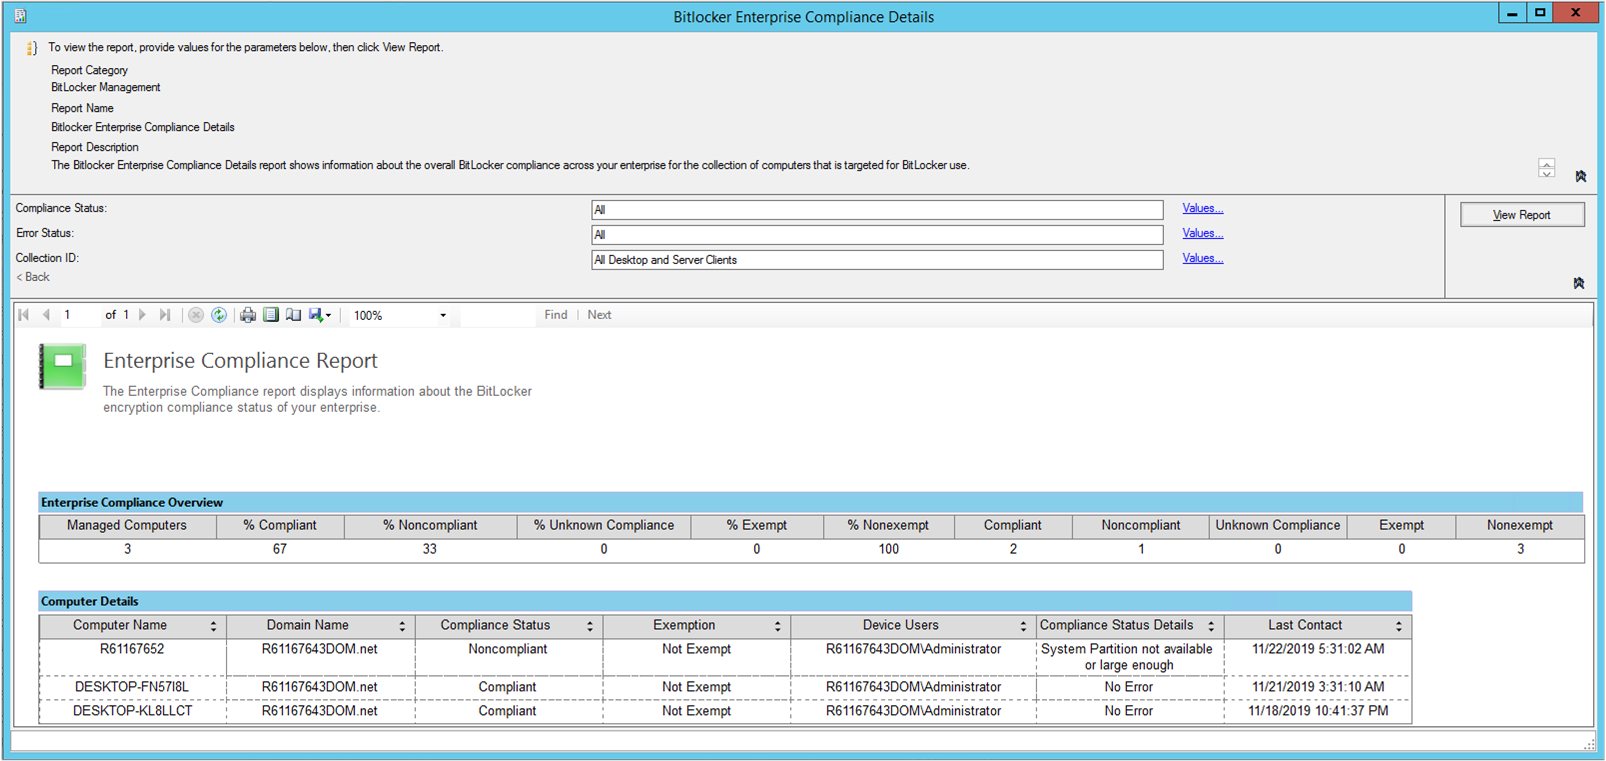 Bitlocker Enterprise Compliance Details
To view the report, provide values for the parameters below, then click View Report.
Report Category
BitLocker Management
Report Name
Bitlocker Enterprise Compliance Details
Report Description
The Bitlocker Enterprise Compliance Details report shows information about the overall BitLocker compliance across your enterprise for the collection of computers that is targeted for BitLocker use.
Compliance Status: All Values... View Report
Error Status: All Values...
Collection ID: All Desktop and Server Clients Values...
< Back
1 of 1 100% Find | Next
Enterprise Compliance Report
The Enterprise Compliance report displays information about the BitLocker
encryption compliance status of your enterprise.
Enterprise Compliance Overview
Managed Computers % Compliant % Noncompliant % Unknown Compliance % Exempt % Nonexempt Compliant Noncompliant Unknown Compliance Exempt Nonexempt
3 67 33 0 0 100 2 1 0 0 3
Computer Details
Computer Name Domain Name Compliance Status Exemption Device Users Compliance Status Details Last Contact
R61167652 R61167643DOM.net Noncompliant Not Exempt R61167643DOM\Administrator System Partition not available 11/22/2019 5:31:02 AM
or large enough
DESKTOP-FN57I8L R61167643DOM.net Compliant Not Exempt R61167643DOM\Administrator No Error 11/21/2019 3:31:10 AM
DESKTOP-KL8LLCT R61167643DOM.net Compliant Not Exempt R61167643DOM\Administrator No Error 11/18/2019 10:41:37 PM